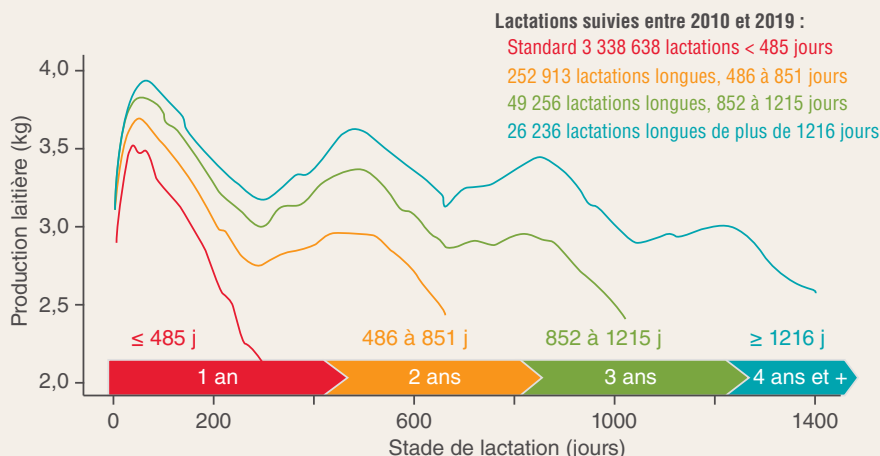 Lactations suivies entre 2010 et 2019 :
Standard 3 338 638 lactations < 485 jours
252 913 lactations longues, 486 à 851 jours
49 256 lactations longues, 852 à 1215 jours
26 236 lactations longues de plus de 1216 jours
Production laitière (kg)
4,0
3,5
3,0
2,5
2,0
≤ 485 j
486 à 851 j
852 à 1215 j
≥ 1216 j
1 an
2 ans
3 ans
4 ans et +
0
200
600
1000
1400
Stade de lactation (jours)